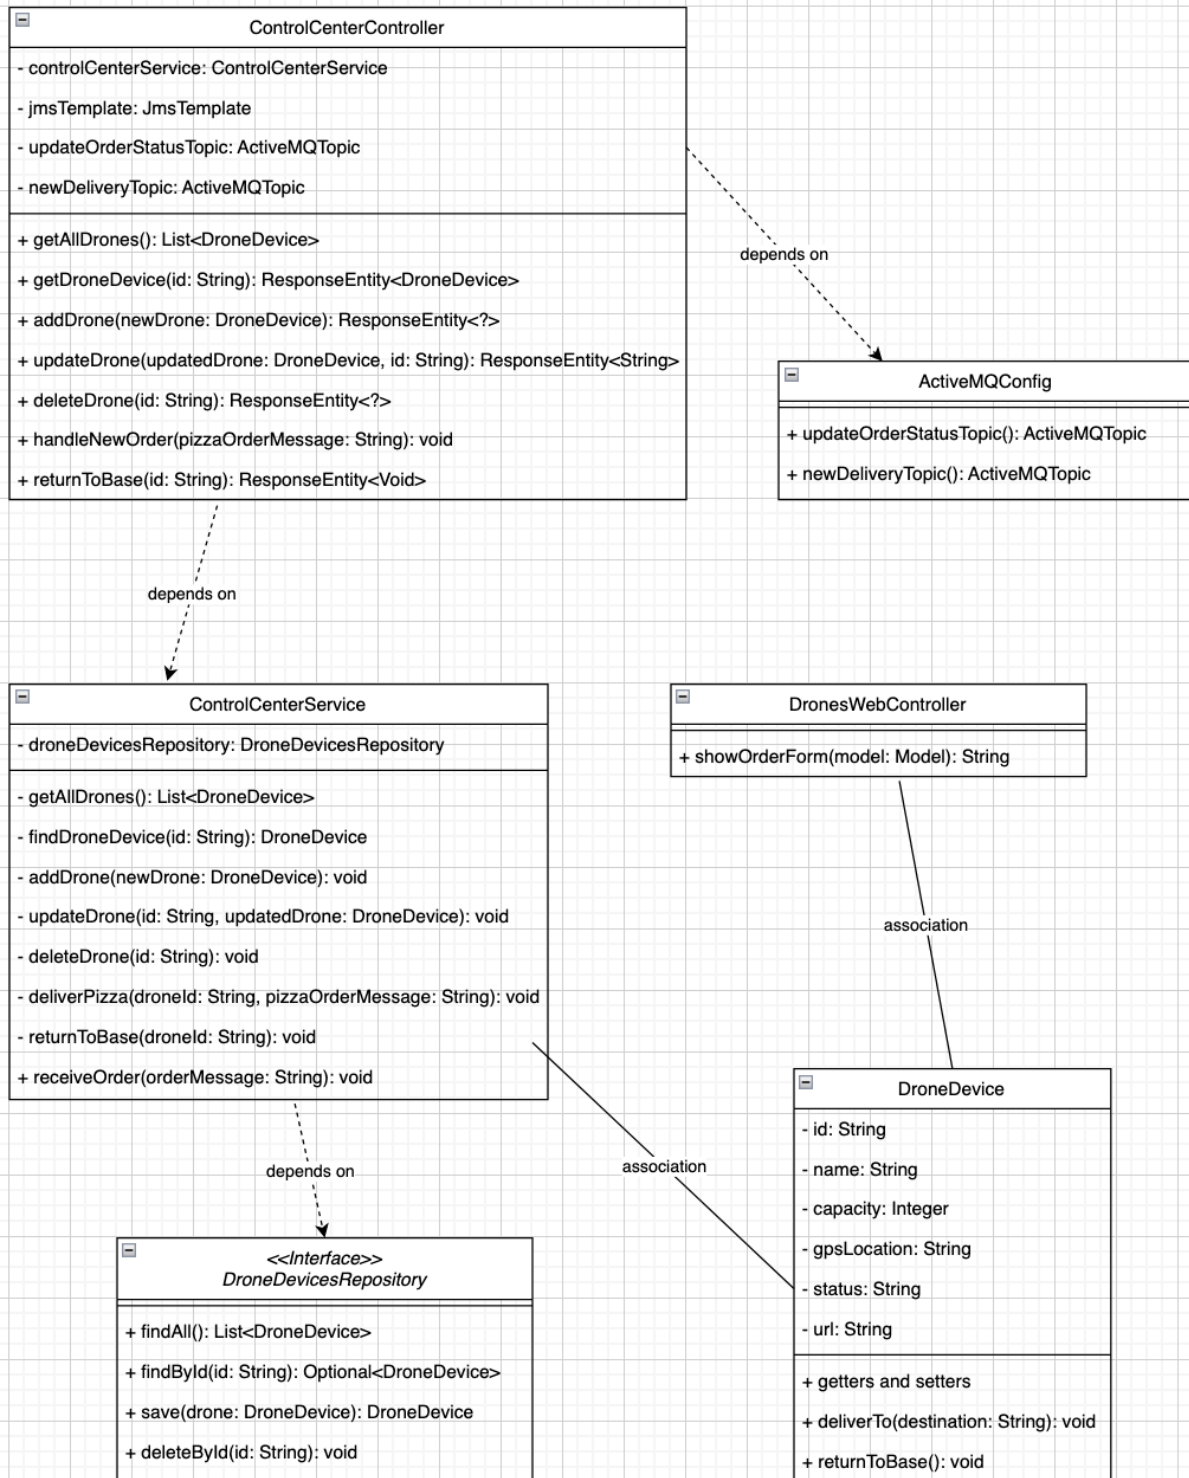 ControlCenterController
- controlCenterService: ControlCenterService
- jmsTemplate: JmsTemplate
- updateOrderStatusTopic: ActiveMQTopic
- newDeliveryTopic: ActiveMQTopic
+ getAllDrones(): List<DroneDevice>
+ getDroneDevice(id: String): ResponseEntity<DroneDevice>
+ addDrone(newDrone: DroneDevice): ResponseEntity<?>
+ updateDrone(updatedDrone: DroneDevice, id: String): ResponseEntity<String>
+ deleteDrone(id: String): ResponseEntity<?>
+ handleNewOrder(pizzaOrderMessage: String): void
+ returnToBase(id: String): ResponseEntity<Void>
depends on
ActiveMQConfig
+ updateOrderStatusTopic(): ActiveMQTopic
+ newDeliveryTopic(): ActiveMQTopic
depends on
ControlCenterService
- droneDevicesRepository: DroneDevicesRepository
- getAllDrones(): List<DroneDevice>
- findDroneDevice(id: String): DroneDevice
- addDrone(newDrone: DroneDevice): void
- updateDrone(id: String, updatedDrone: DroneDevice): void
- deleteDrone(id: String): void
- deliverPizza(droneId: String, pizzaOrderMessage: String): void
- returnToBase(droneId: String): void
+ receiveOrder(orderMessage: String): void
DronesWebController
+ showOrderForm(model: Model): String
association
association
depends on
<<Interface>>
DroneDevicesRepository
+ findAll(): List<DroneDevice>
+ findById(id: String): Optional<DroneDevice>
+ save(drone: DroneDevice): DroneDevice
+ deleteById(id: String): void
DroneDevice
- id: String
- name: String
- capacity: Integer
- gpsLocation: String
- status: String
- url: String
+ getters and setters
+ deliverTo(destination: String): void
+ returnToBase(): void